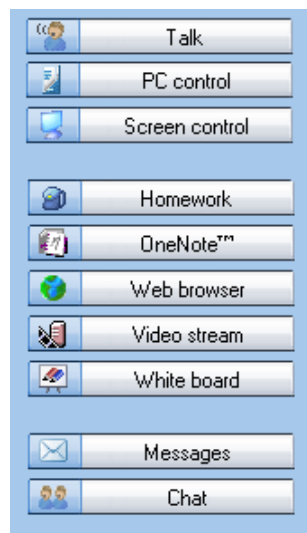 Talk
PC control
Screen control
Homework
OneNote™
Web browser
Video stream
White board
Messages
Chat